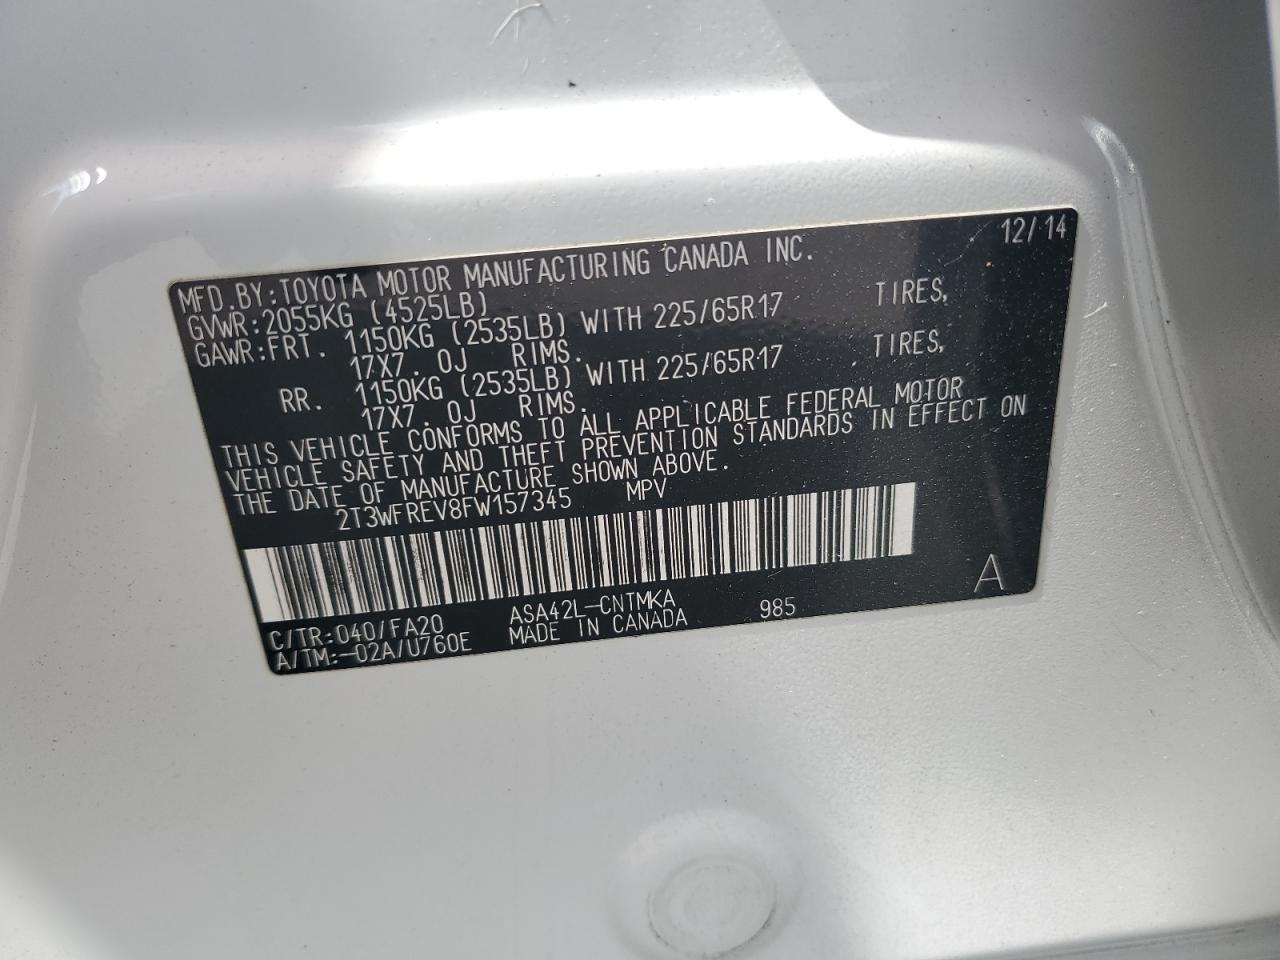 12/14
MFD.BY:TOYOTA MOTOR MANUFACTURING CANADA INC.
GVWR:2055KG (4525LB)
GAWR:FRT. 1150KG (2535LB) WITH 225/65R17 TIRES,
17X7.0J RIMS.
RR. 1150KG (2535LB) WITH 225/65R17 TIRES,
17X7.0J RIMS.
THIS VEHICLE CONFORMS TO ALL APPLICABLE FEDERAL MOTOR
VEHICLE SAFETY AND THEFT PREVENTION STANDARDS IN EFFECT ON
THE DATE OF MANUFACTURE SHOWN ABOVE.
2T3WFREV8FW157345 MPV
C/TR:040/FA20 ASA42L-CNTMKA 985 A
A/TM:-02A/U760E MADE IN CANADA